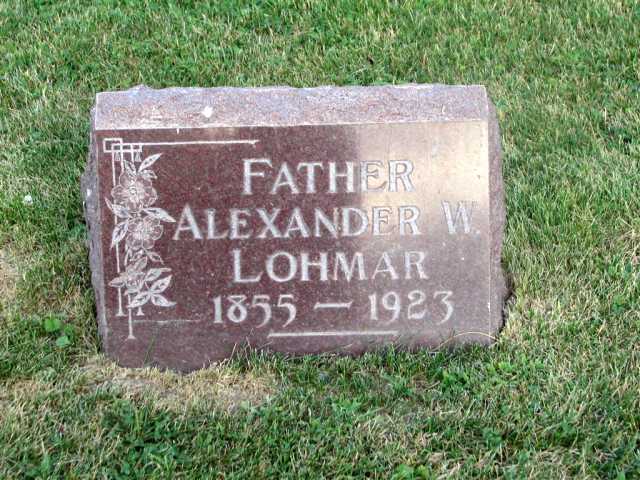 FATHER
ALEXANDER W.
LOHMAR
1855 — 1923